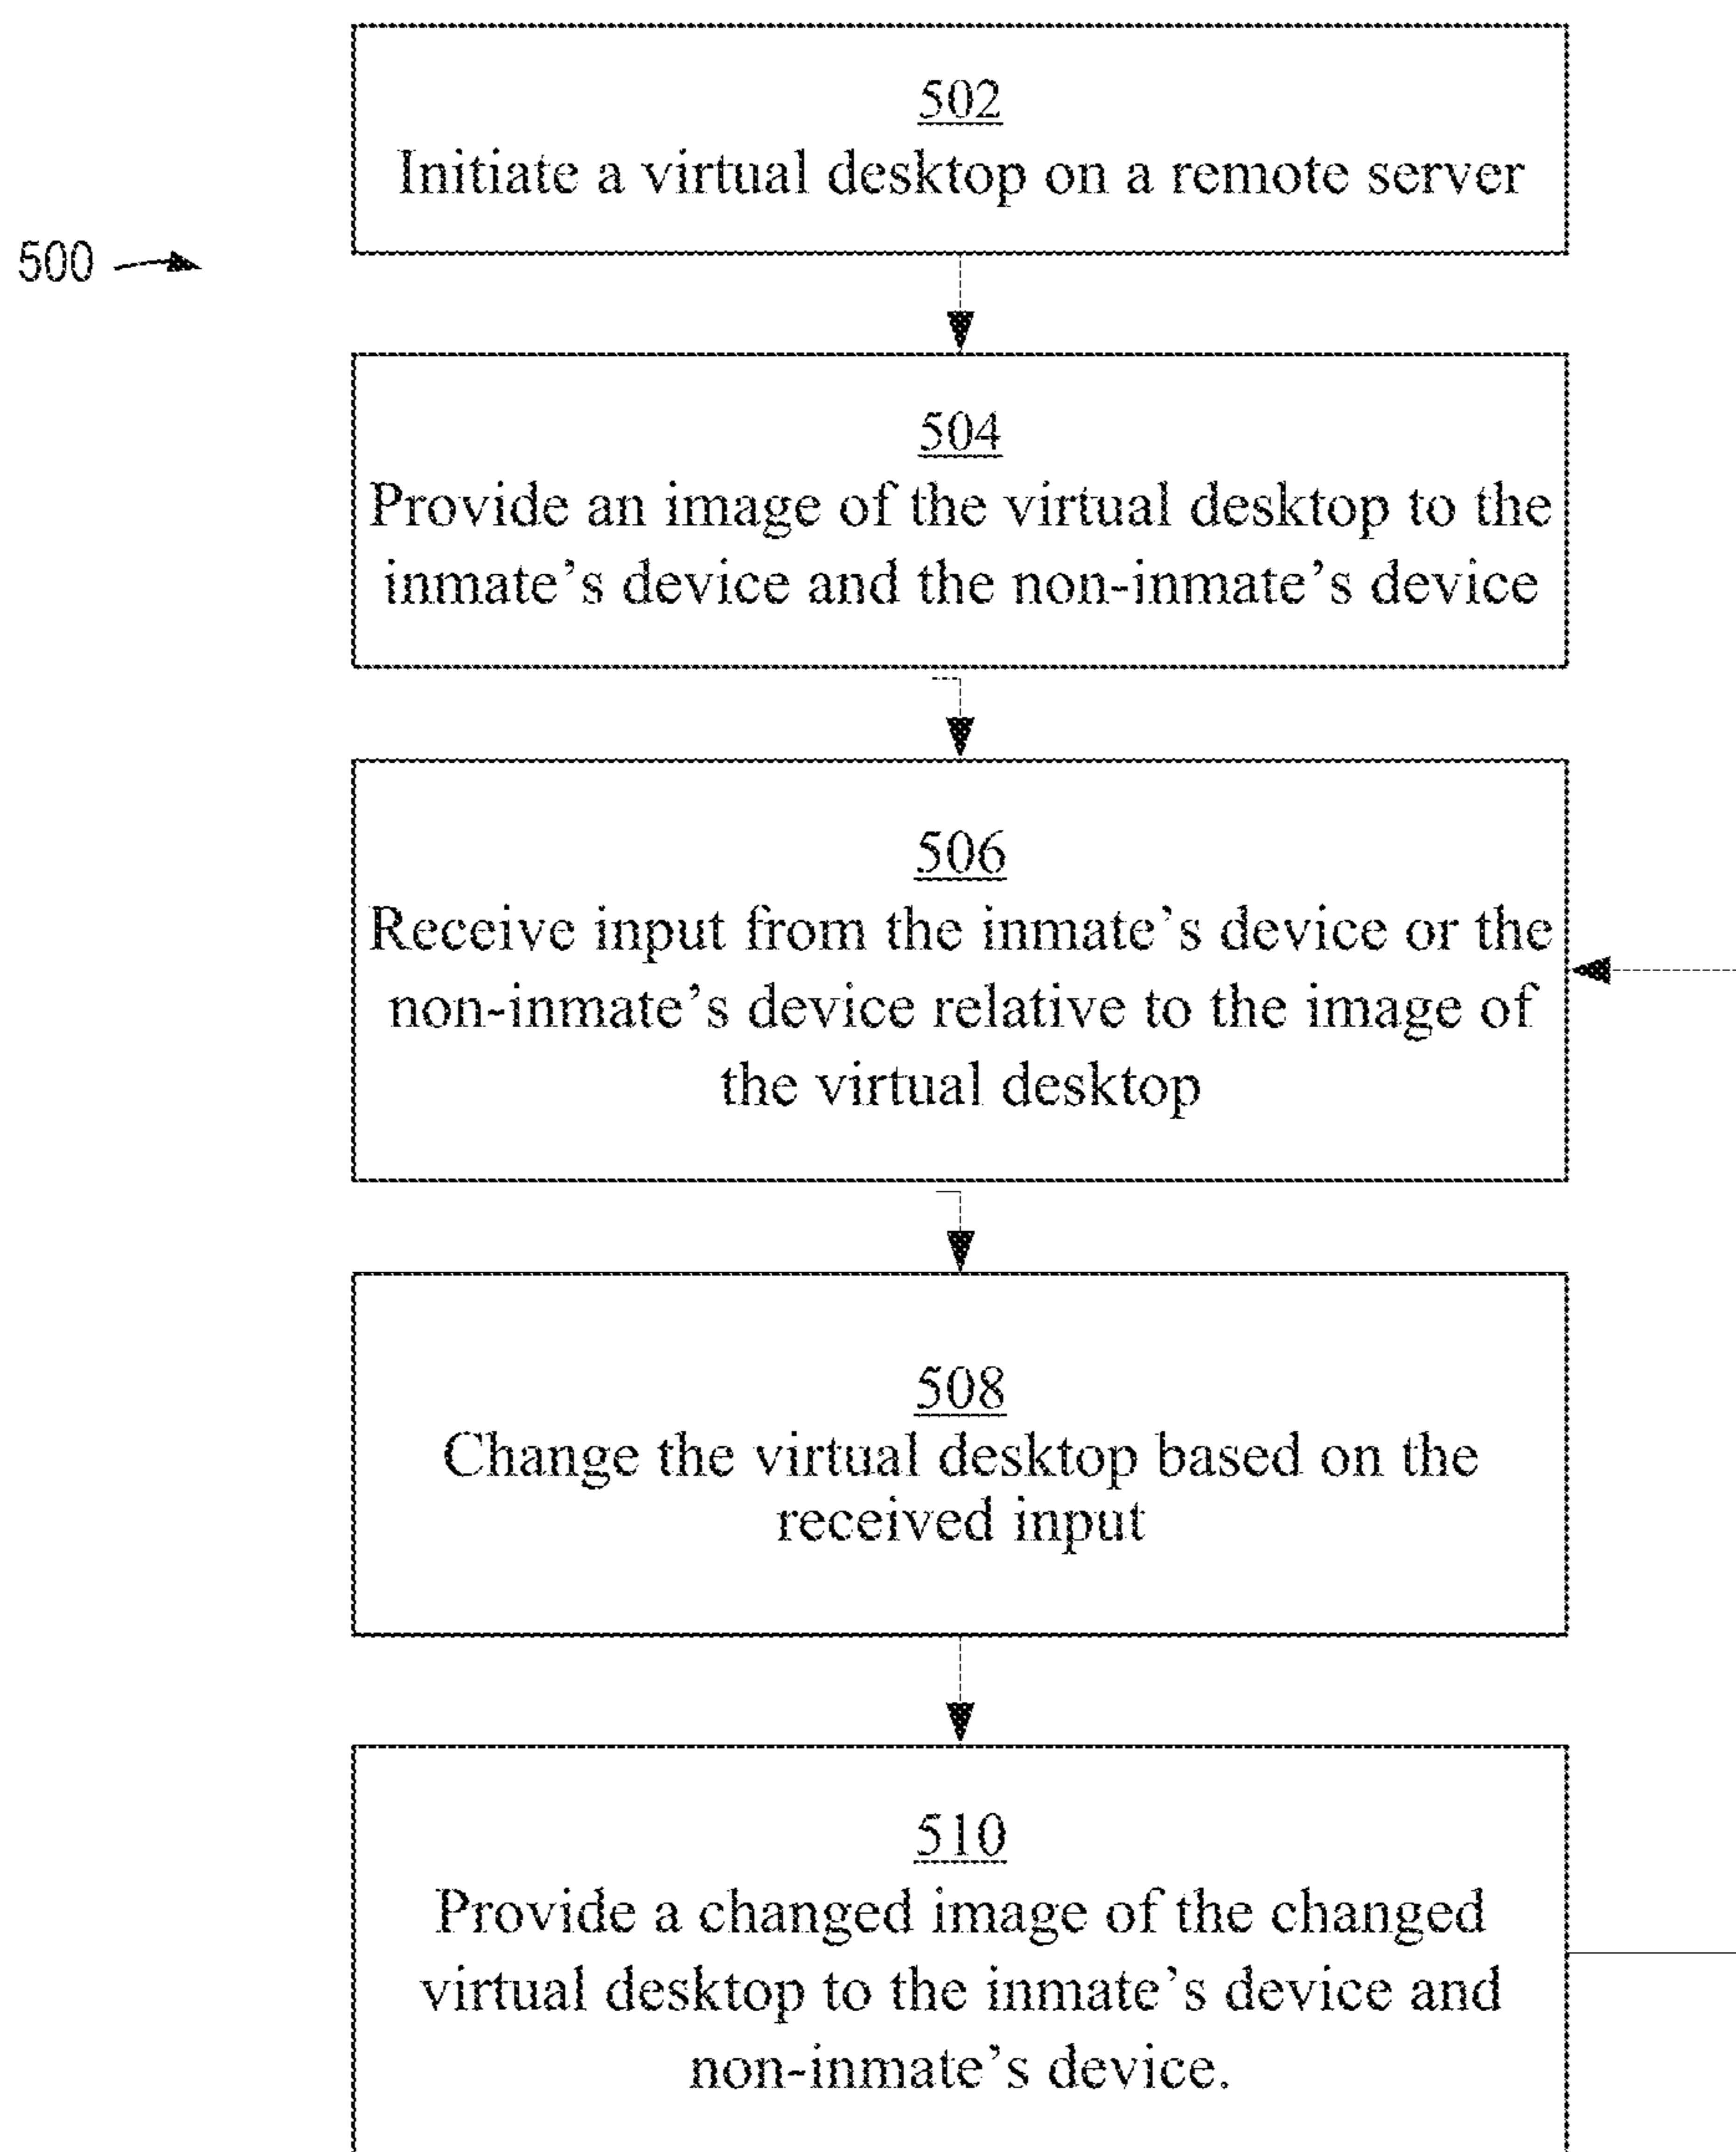 502
Initiate a virtual desktop on a remote server
500
504
Provide an image of the virtual desktop to the
inmate’s device and the non-inmate’s device
506
Receive input from the inmate’s device or the
non-inmate’s device relative to the image of
the virtual desktop
508
Change the virtual desktop based on the
received input
510
Provide a changed image of the changed
virtual desktop to the inmate’s device and
non-inmate’s device.